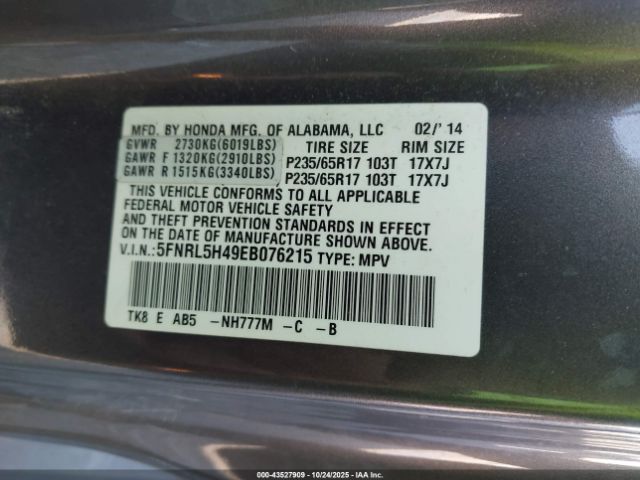 MFD. BY HONDA MFG. OF ALABAMA, LLC 02/'14
GVWR 2730KG(6019LBS) TIRE SIZE RIM SIZE
GAWR F 1320KG(2910LBS) P235/65R17 103T 17X7J
GAWR R 1515KG(3340LBS) P235/65R17 103T 17X7J
THIS VEHICLE CONFORMS TO ALL APPLICABLE
FEDERAL MOTOR VEHICLE SAFETY
AND THEFT PREVENTION STANDARDS IN EFFECT
ON THE DATE OF MANUFACTURE SHOWN ABOVE.
V.I.N.:5FNRL5H49EB076215 TYPE: MPV
TK8 E AB5 -NH777M -C -B
000-43527909 | 10/24/2025 | Copyright © 2025 IAA, Inc.